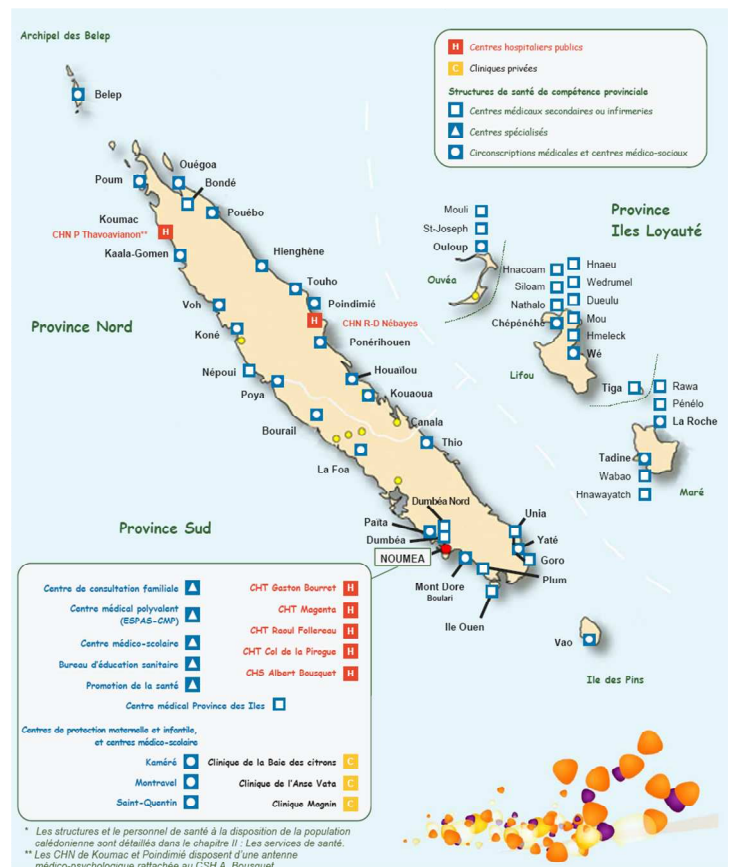 Archipel des Belep
Belep
H Centres hospitaliers publics
C Cliniques privées
Structures de santé de compétence provinciale
Centres médicaux secondaires ou infirmeries
Centres spécialisés
Circonscriptions médicales et centres médico-sociaux
Ouégoa
Poum
Bondé
Pouébo
Koumac
CHN P Thavoavianon**
H
Kaala-Gomen
Hienghène
Touho
Voh
Poindimié
H CHN R-D Nébayes
Province Nord
Koné
Ponérihouen
Népoui
Houaïlou
Poya
Kouaoua
Bourail
Canala
Thio
La Foa
Province
Iles Loyauté
Mouli
St-Joseph
Ouloup
Ouvéa
Hnacoam
Siloam
Nathalo
Chépénéhe
Hnaeu
Wedrumel
Dueulu
Mou
Hmeleck
Wé
Lifou
Tiga
Rawa
Pénélo
La Roche
Tadine
Wabao
Hnawayatch
Maré
Province Sud
Dumbéa Nord
Païta
Dumbéa
NOUMEA
Unia
Yaté
Goro
Plum
Mont Dore
Boulari
Ile Ouen
Vao
Ile des Pins
Centre de consultation familiale
CHT Gaston Bourret H
Centre médical polyvalent
(ESPAS-CMP)
CHT Magenta H
CHT Raoul Follereau H
Centre médico-scolaire
CHT Col de la Pirogue H
Bureau d'éducation sanitaire
CHS Albert Bousquet H
Promotion de la santé
Centre médical Province des Iles
Centres de protection maternelle et infantile,
et centres médico-scolaire
Kaméré
Clinique de la Baie des citrons C
Montravel
Clinique de l'Anse Vata C
Saint-Quentin
Clinique Magnin C
* Les structures et le personnel de santé à la disposition de la population
calédonienne sont détaillés dans le chapitre II : Les services de santé.
** Les CHN de Koumac et Poindimié disposent d'une antenne
médico-psychologique rattachée au CSH A. Bousquet